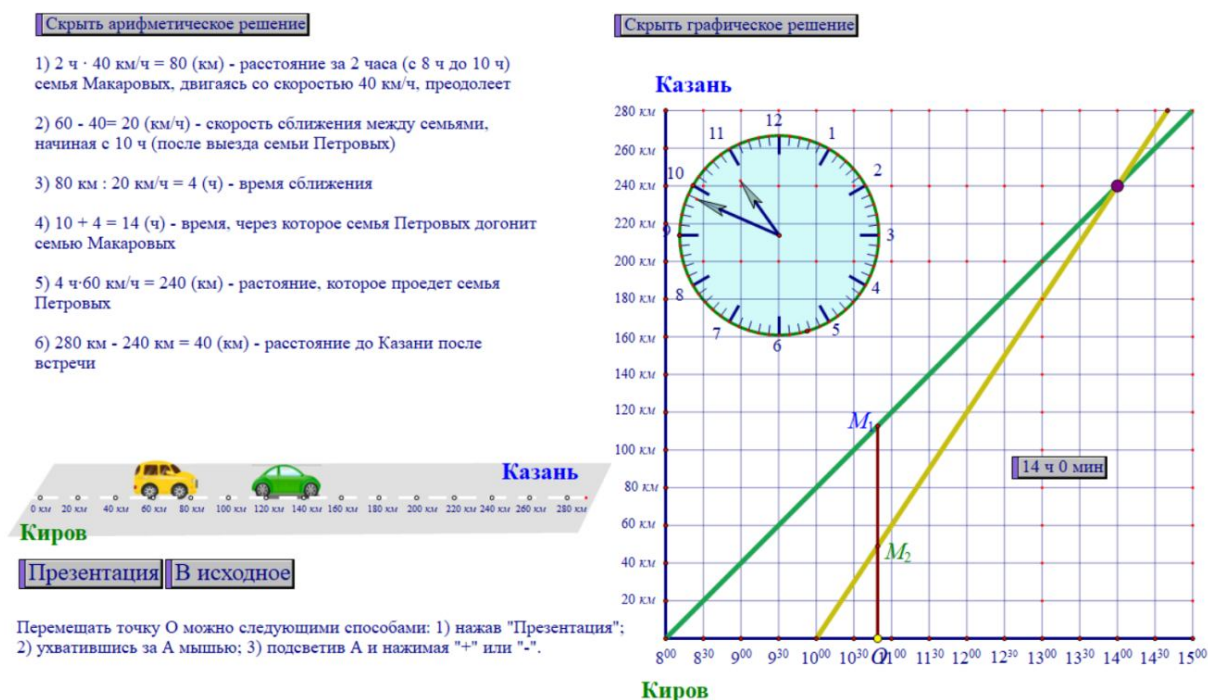 Скрыть арифметическое решение
1) 2 ч · 40 км/ч = 80 (км) - расстояние за 2 часа (с 8 ч до 10 ч)
семья Макаровых, двигаясь со скоростью 40 км/ч, преодолеет
2) 60 - 40= 20 (км/ч) - скорость сближения между семьями,
начиная с 10 ч (после выезда семьи Петровых)
3) 80 км : 20 км/ч = 4 (ч) - время сближения
4) 10 + 4 = 14 (ч) - время, через которое семья Петровых догонит
семью Макаровых
5) 4 ч·60 км/ч = 240 (км) - растояние, которое проедет семья
Петровых
6) 280 км - 240 км = 40 (км) - расстояние до Казани после
встречи
Казань
0 км 20 км 40 км 60 км 80 км 100 км 120 км 140 км 160 км 180 км 200 км 220 км 240 км 260 км 280 км
Киров
Презентация В исходное
Перемещать точку О можно следующими способами: 1) нажав "Презентация";
2) ухватившись за А мышью; 3) подсветив А и нажимая "+" или "-".
Скрыть графическое решение
Казань
280 км
260 км
240 км
220 км
200 км
180 км
160 км
140 км
120 км
100 км
80 км
60 км
40 км
20 км
12
1
2
3
4
5
6
7
8
9
10
11
M1
M2
14 ч 0 мин
O
800 830 900 930 1000 1030 1100 1130 1200 1230 1300 1330 1400 1430 1500
Киров